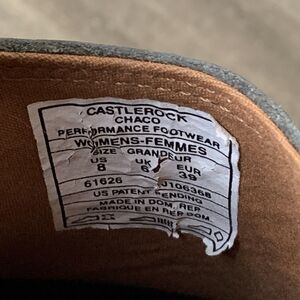 CASTLEROCK
CHACO
PERFORMANCE FOOTWEAR
WOMENS-FEMMES
SIZE GRANDEUR
US UK EUR
8 6 39
61626 J106368
US PATENT PENDING
MADE IN DOM. REP
FABRIQUE EN REP DOM